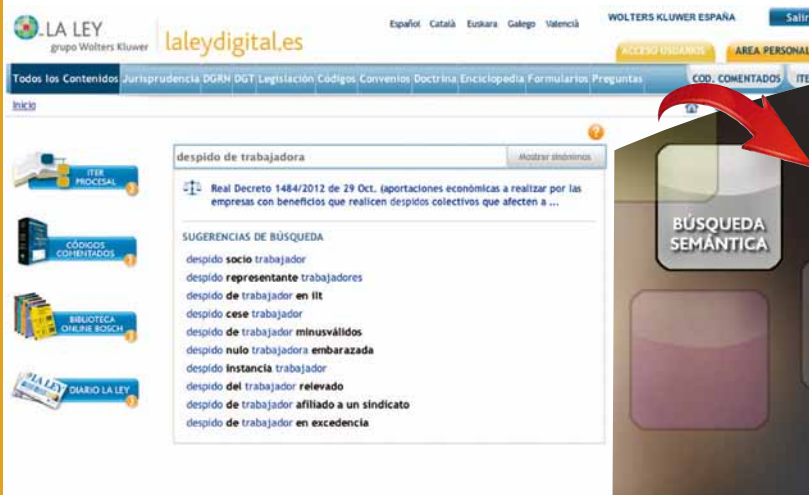 LA LEY
grupo Wolters Kluwer
laleydigital.es
Español Català Euskara Galego Valencià
WOLTERS KLUWER ESPAÑA
Salir
ACCESO USUARIOS
AREA PERSONAL
Todos los Contenidos Jurisprudencia DGRN DGT Legislación Códigos Convenios Doctrina Enciclopedia Formularios Preguntas
COD. COMENTADOS
Inicio
despido de trabajadora
Mostrar sinónimos
Real Decreto 1484/2012 de 29 Oct. (aportaciones económicas a realizar por las
empresas con beneficios que realicen despidos colectivos que afecten a ...
SUGERENCIAS DE BÚSQUEDA
despido socio trabajador
despido representante trabajadores
despido de trabajador en ilt
despido cese trabajador
despido de trabajador minusválidos
despido nulo trabajadora embarazada
despido instancia trabajador
despido del trabajador relevado
despido de trabajador afiliado a un sindicato
despido de trabajador en excedencia
ITER
PROCESAL
CÓDIGOS
COMENTADOS
BIBLIOTECA
ONLINE BOSCH
LA LEY
DIARIO LA LEY
BÚSQUEDA
SEMÁNTICA